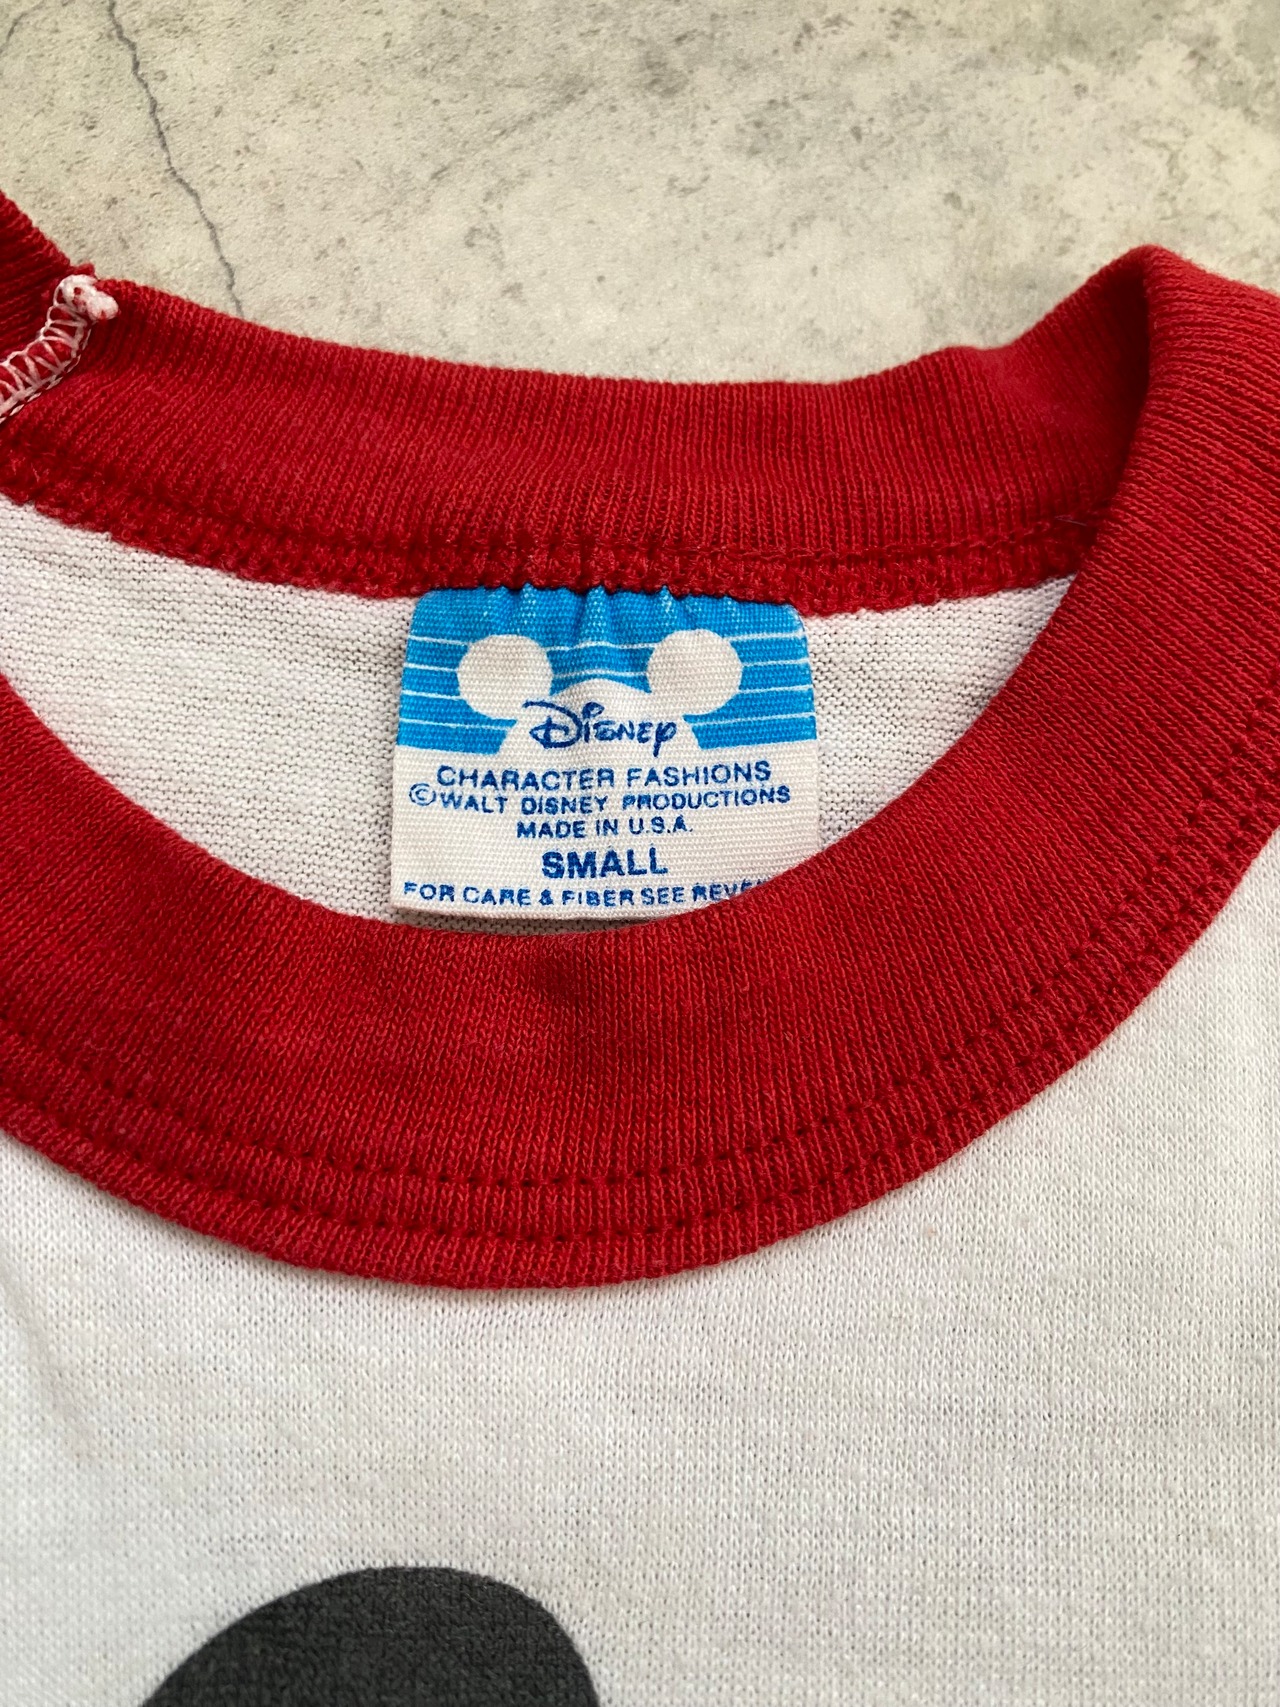 Disney
CHARACTER FASHIONS
©WALT DISNEY PRODUCTIONS
MADE IN U.S.A.
SMALL
FOR CARE & FIBER SEE